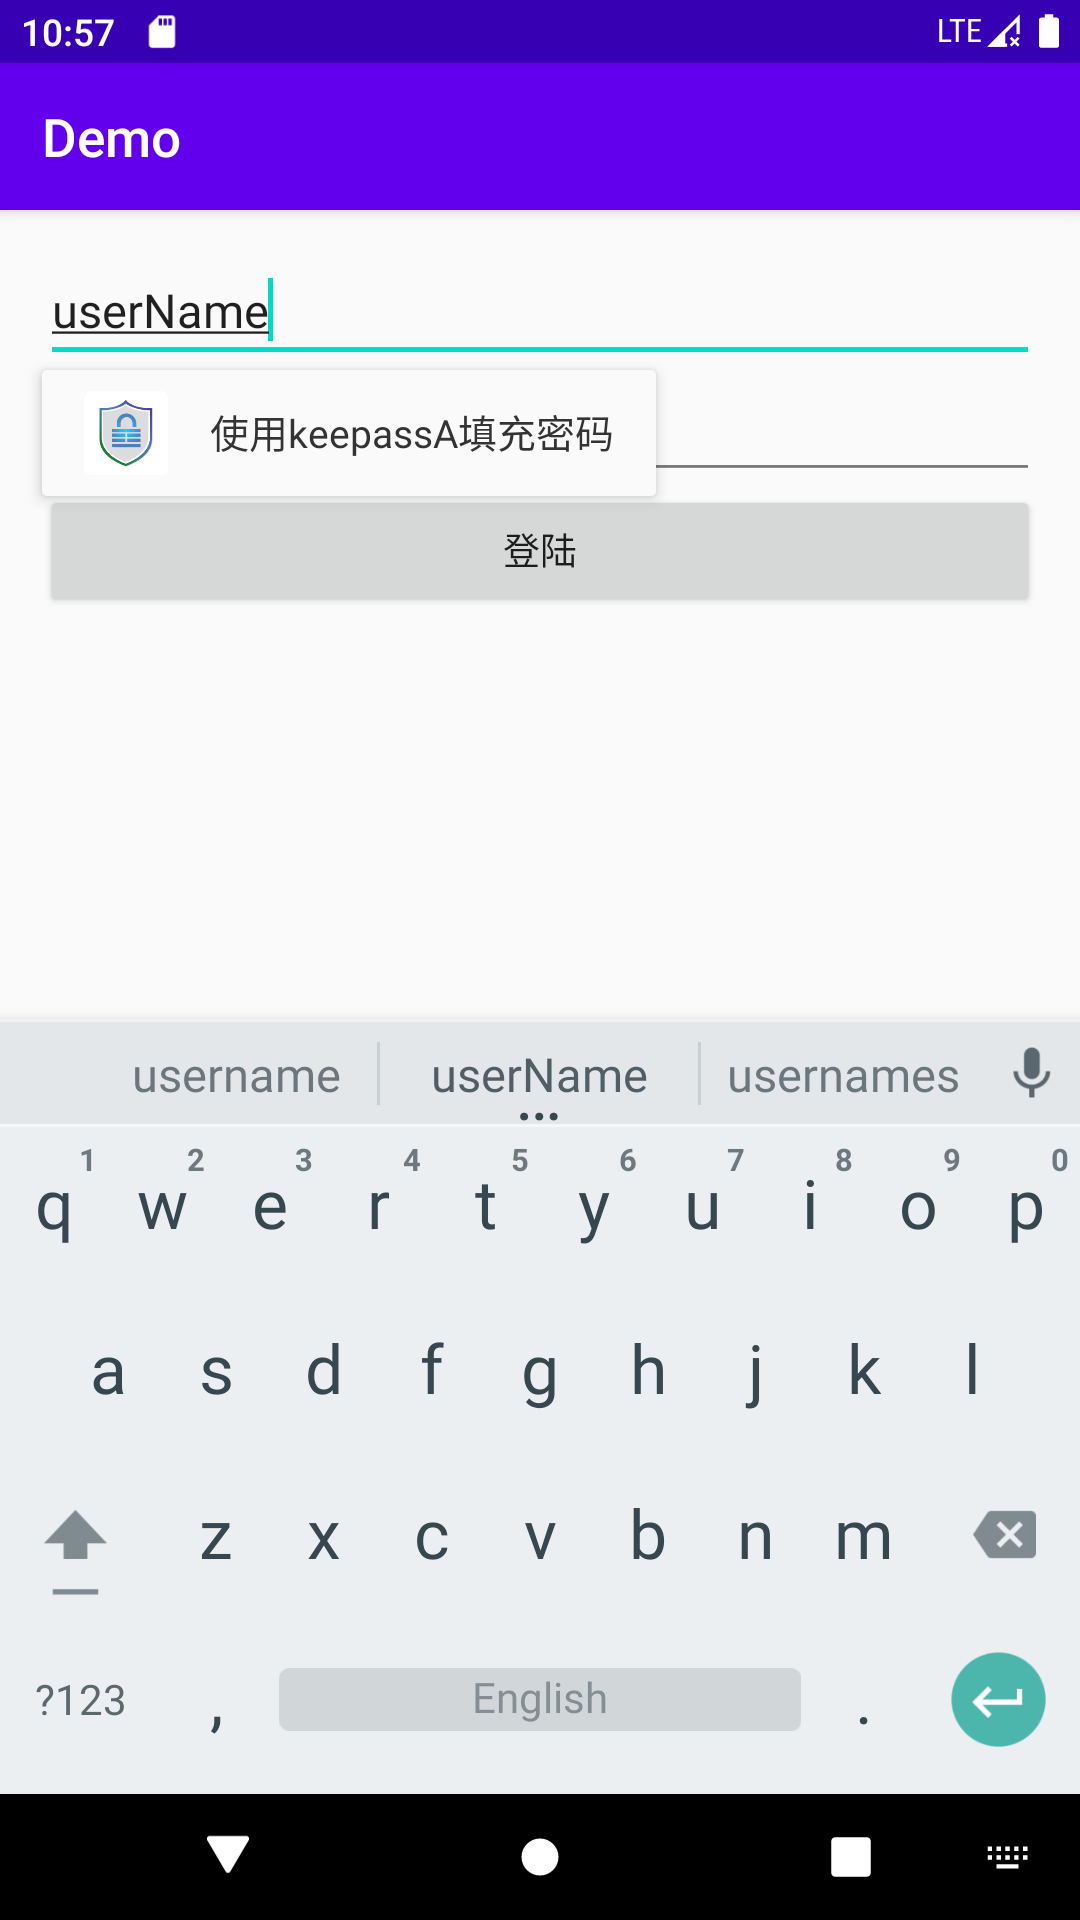 10:57 LTE
Demo
userName
使用keepassA填充密码
登陆
username userName usernames
1 2 3 4 5 6 7 8 9 0
q w e r t y u i o p
a s d f g h j k l
z x c v b n m
?123 , English .